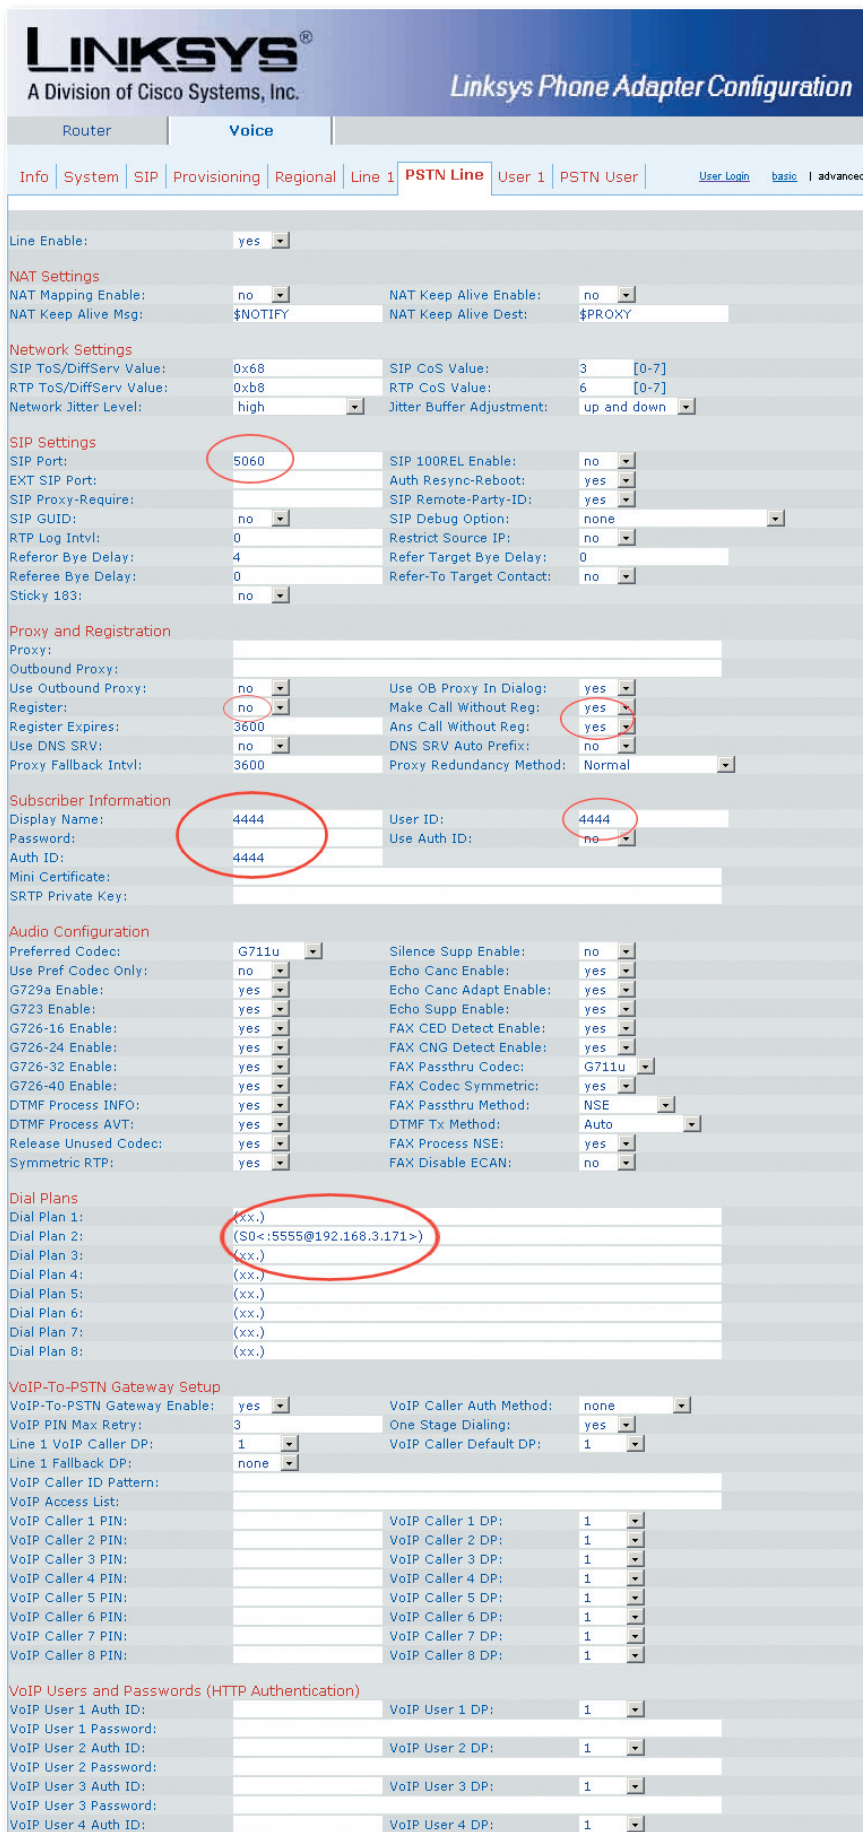 LINKSYS®
A Division of Cisco Systems, Inc.
Linksys Phone Adapter Configuration
Router Voice
Info System SIP Provisioning Regional Line 1 PSTN Line User 1 PSTN User User Login basic | advanced
Line Enable: yes
NAT Settings
NAT Mapping Enable: no NAT Keep Alive Enable: no
NAT Keep Alive Msg: $NOTIFY NAT Keep Alive Dest: $PROXY
Network Settings
SIP ToS/DiffServ Value: 0x68 SIP CoS Value: 3 [0-7]
RTP ToS/DiffServ Value: 0xb8 RTP CoS Value: 6 [0-7]
Network Jitter Level: high Jitter Buffer Adjustment: up and down
SIP Settings
SIP Port: 5060 SIP 100REL Enable: no
EXT SIP Port: Auth Resync-Reboot: yes
SIP Proxy-Require: SIP Remote-Party-ID: yes
SIP GUID: no SIP Debug Option: none
RTP Log Intvl: 0 Restrict Source IP: no
Referor Bye Delay: 4 Refer Target Bye Delay: 0
Referee Bye Delay: 0 Refer-To Target Contact: no
Sticky 183: no
Proxy and Registration
Proxy:
Outbound Proxy:
Use Outbound Proxy: no Use OB Proxy In Dialog: yes
Register: no Make Call Without Reg: yes
Register Expires: 3600 Ans Call Without Reg: yes
Use DNS SRV: no DNS SRV Auto Prefix: no
Proxy Fallback Intvl: 3600 Proxy Redundancy Method: Normal
Subscriber Information
Display Name: 4444 User ID: 4444
Password: Use Auth ID: no
Auth ID: 4444
Mini Certificate:
SRTP Private Key:
Audio Configuration
Preferred Codec: G711u Silence Supp Enable: no
Use Pref Codec Only: no Echo Canc Enable: yes
G729a Enable: yes Echo Canc Adapt Enable: yes
G723 Enable: yes Echo Supp Enable: yes
G726-16 Enable: yes FAX CED Detect Enable: yes
G726-24 Enable: yes FAX CNG Detect Enable: yes
G726-32 Enable: yes FAX Passthru Codec: G711u
G726-40 Enable: yes FAX Codec Symmetric: yes
DTMF Process INFO: yes FAX Passthru Method: NSE
DTMF Process AVT: yes DTMF Tx Method: Auto
Release Unused Codec: yes FAX Process NSE: yes
Symmetric RTP: yes FAX Disable ECAN: no
Dial Plans
Dial Plan 1: (xx.)
Dial Plan 2: (S0<:5555@192.168.3.171>)
Dial Plan 3: (xx.)
Dial Plan 4: (xx.)
Dial Plan 5: (xx.)
Dial Plan 6: (xx.)
Dial Plan 7: (xx.)
Dial Plan 8: (xx.)
VoIP-To-PSTN Gateway Setup
VoIP-To-PSTN Gateway Enable: yes VoIP Caller Auth Method: none
VoIP PIN Max Retry: 3 One Stage Dialing: yes
Line 1 VoIP Caller DP: 1 VoIP Caller Default DP: 1
Line 1 Fallback DP: none
VoIP Caller ID Pattern:
VoIP Access List:
VoIP Caller 1 PIN: VoIP Caller 1 DP: 1
VoIP Caller 2 PIN: VoIP Caller 2 DP: 1
VoIP Caller 3 PIN: VoIP Caller 3 DP: 1
VoIP Caller 4 PIN: VoIP Caller 4 DP: 1
VoIP Caller 5 PIN: VoIP Caller 5 DP: 1
VoIP Caller 6 PIN: VoIP Caller 6 DP: 1
VoIP Caller 7 PIN: VoIP Caller 7 DP: 1
VoIP Caller 8 PIN: VoIP Caller 8 DP: 1
VoIP Users and Passwords (HTTP Authentication)
VoIP User 1 Auth ID: VoIP User 1 DP: 1
VoIP User 1 Password:
VoIP User 2 Auth ID: VoIP User 2 DP: 1
VoIP User 2 Password:
VoIP User 3 Auth ID: VoIP User 3 DP: 1
VoIP User 3 Password:
VoIP User 4 Auth ID: VoIP User 4 DP: 1